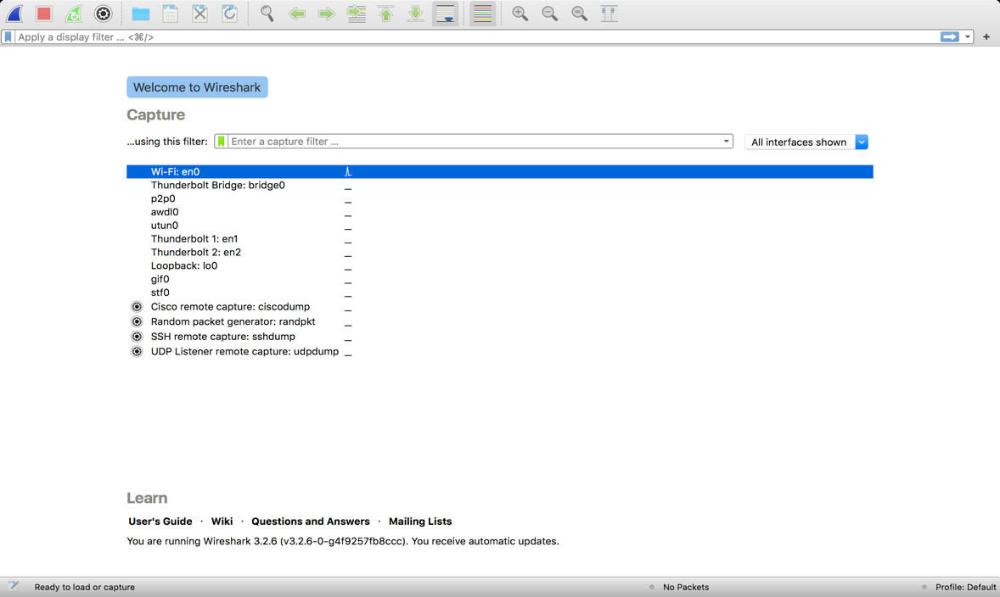 Apply a display filter ... <⌘/>
+
Welcome to Wireshark
Capture
...using this filter: Enter a capture filter ... All interfaces shown
Wi-Fi: en0
Thunderbolt Bridge: bridge0
p2p0
awdl0
utun0
Thunderbolt 1: en1
Thunderbolt 2: en2
Loopback: lo0
gif0
stf0
Cisco remote capture: ciscodump
Random packet generator: randpkt
SSH remote capture: sshdump
UDP Listener remote capture: udpdump
Learn
User's Guide · Wiki · Questions and Answers · Mailing Lists
You are running Wireshark 3.2.6 (v3.2.6-0-g4f9257fb8ccc). You receive automatic updates.
Ready to load or capture No Packets Profile: Default